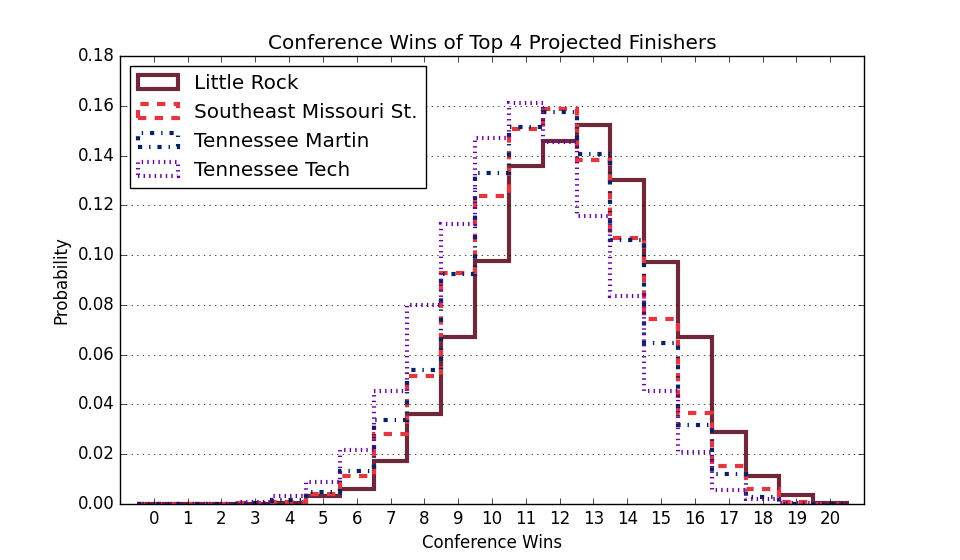 Conference Wins of Top 4 Projected Finishers
Little Rock
Southeast Missouri St.
Tennessee Martin
Tennessee Tech
Probability
0.18
0.16
0.14
0.12
0.10
0.08
0.06
0.04
0.02
0.00
0 1 2 3 4 5 6 7 8 9 10 11 12 13 14 15 16 17 18 19 20
Conference Wins